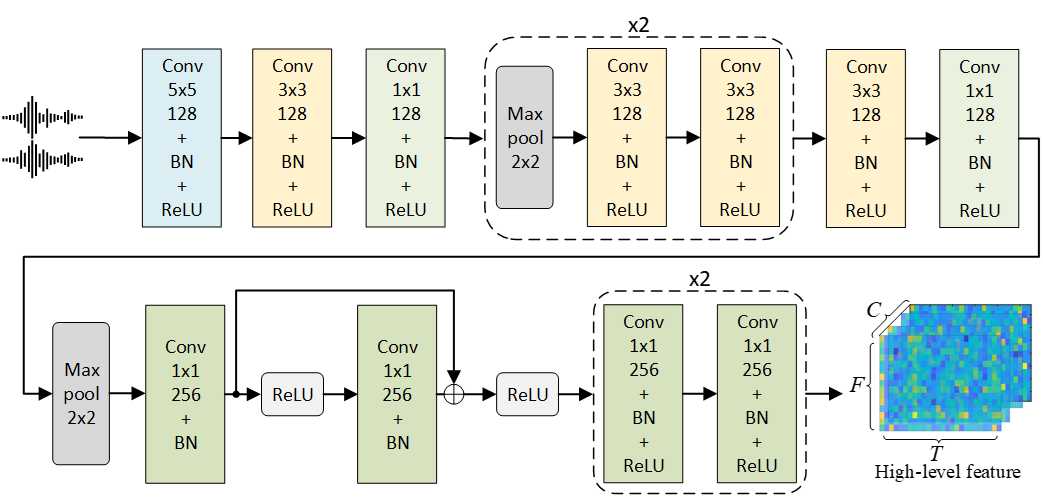 x2
Conv
5x5
128
+
BN
+
ReLU
Conv
3x3
128
+
BN
+
ReLU
Conv
1x1
128
+
BN
+
ReLU
Max
pool
2x2
Conv
3x3
128
+
BN
+
ReLU
Conv
3x3
128
+
BN
+
ReLU
Conv
3x3
128
+
BN
+
ReLU
Conv
1x1
128
+
BN
+
ReLU
Max
pool
2x2
Conv
1x1
256
+
BN
ReLU
Conv
1x1
256
+
BN
ReLU
x2
Conv
1x1
256
+
BN
+
ReLU
Conv
1x1
256
+
BN
+
ReLU
C
F
T
High-level feature